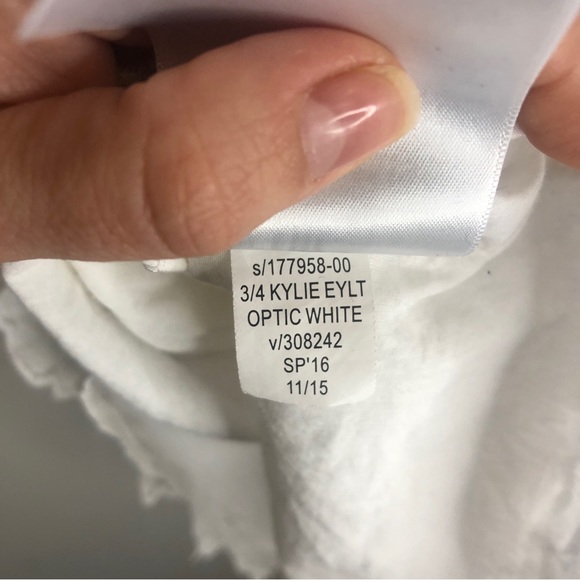 s/177958-00
3/4 KYLIE EYLT
OPTIC WHITE
v/308242
SP'16
11/15